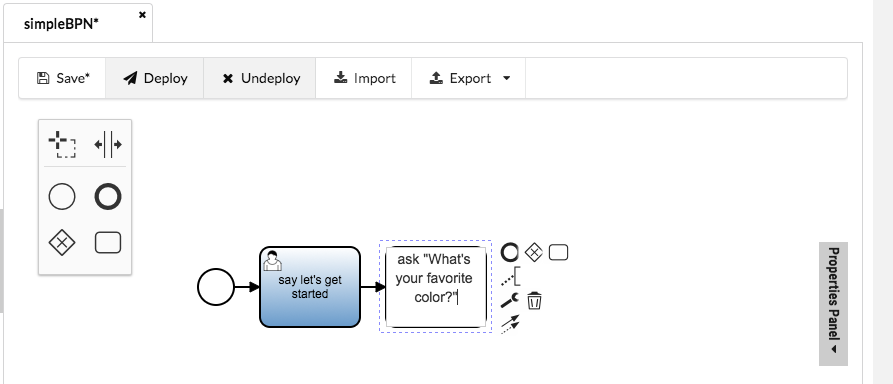 simpleBPN*
Save* Deploy Undeploy Import Export
say let's get
started
ask "What's
your favorite
color?"
Properties Panel